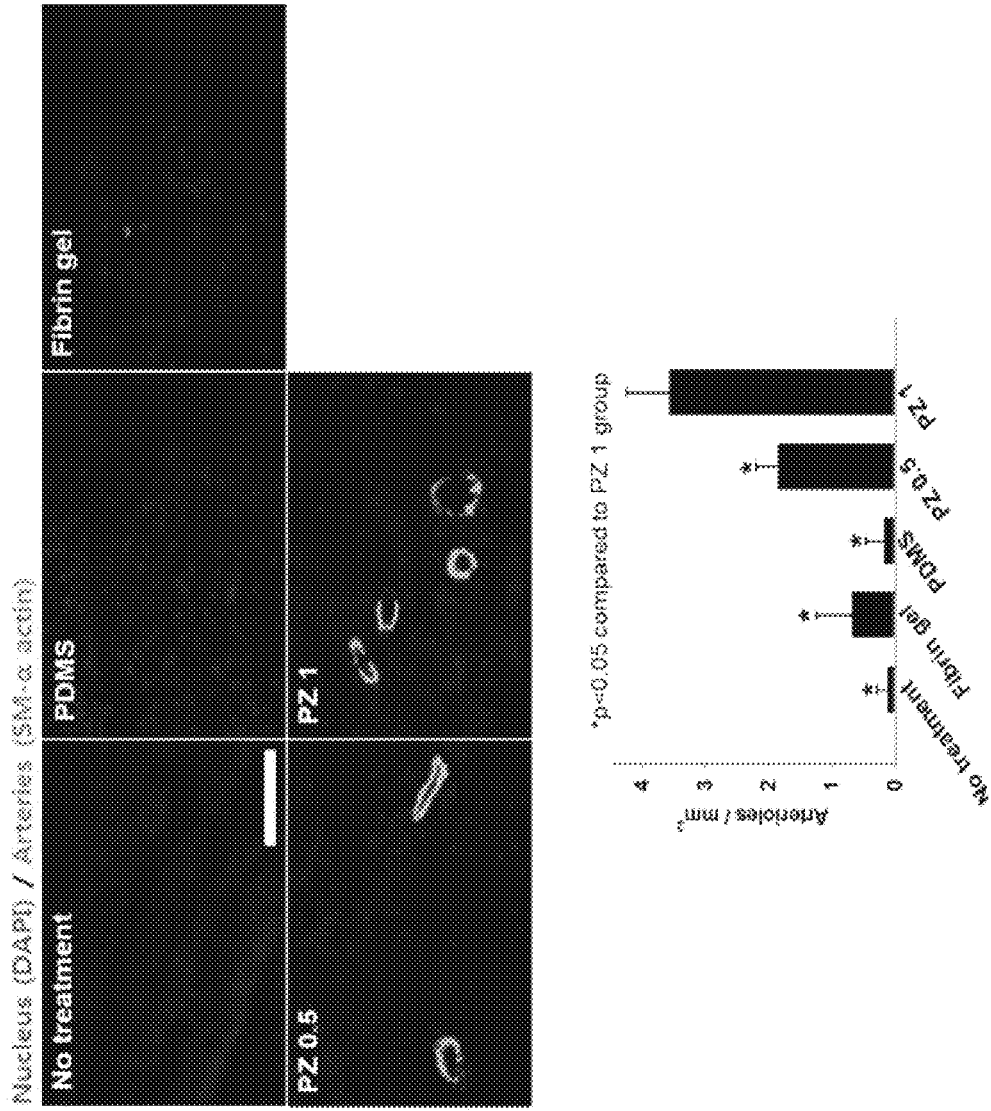 Nucleus (DAPI) / Arteries (SM-α actin)
No treatment
PDMS
Fibrin gel
PZ 0.5
PZ 1
*p<0.05 compared to PZ 1 group
Arterioles / mm²
4
3
2
1
0
* * * *
No treatment
Fibrin gel
PDMS
PZ 0.5
PZ 1